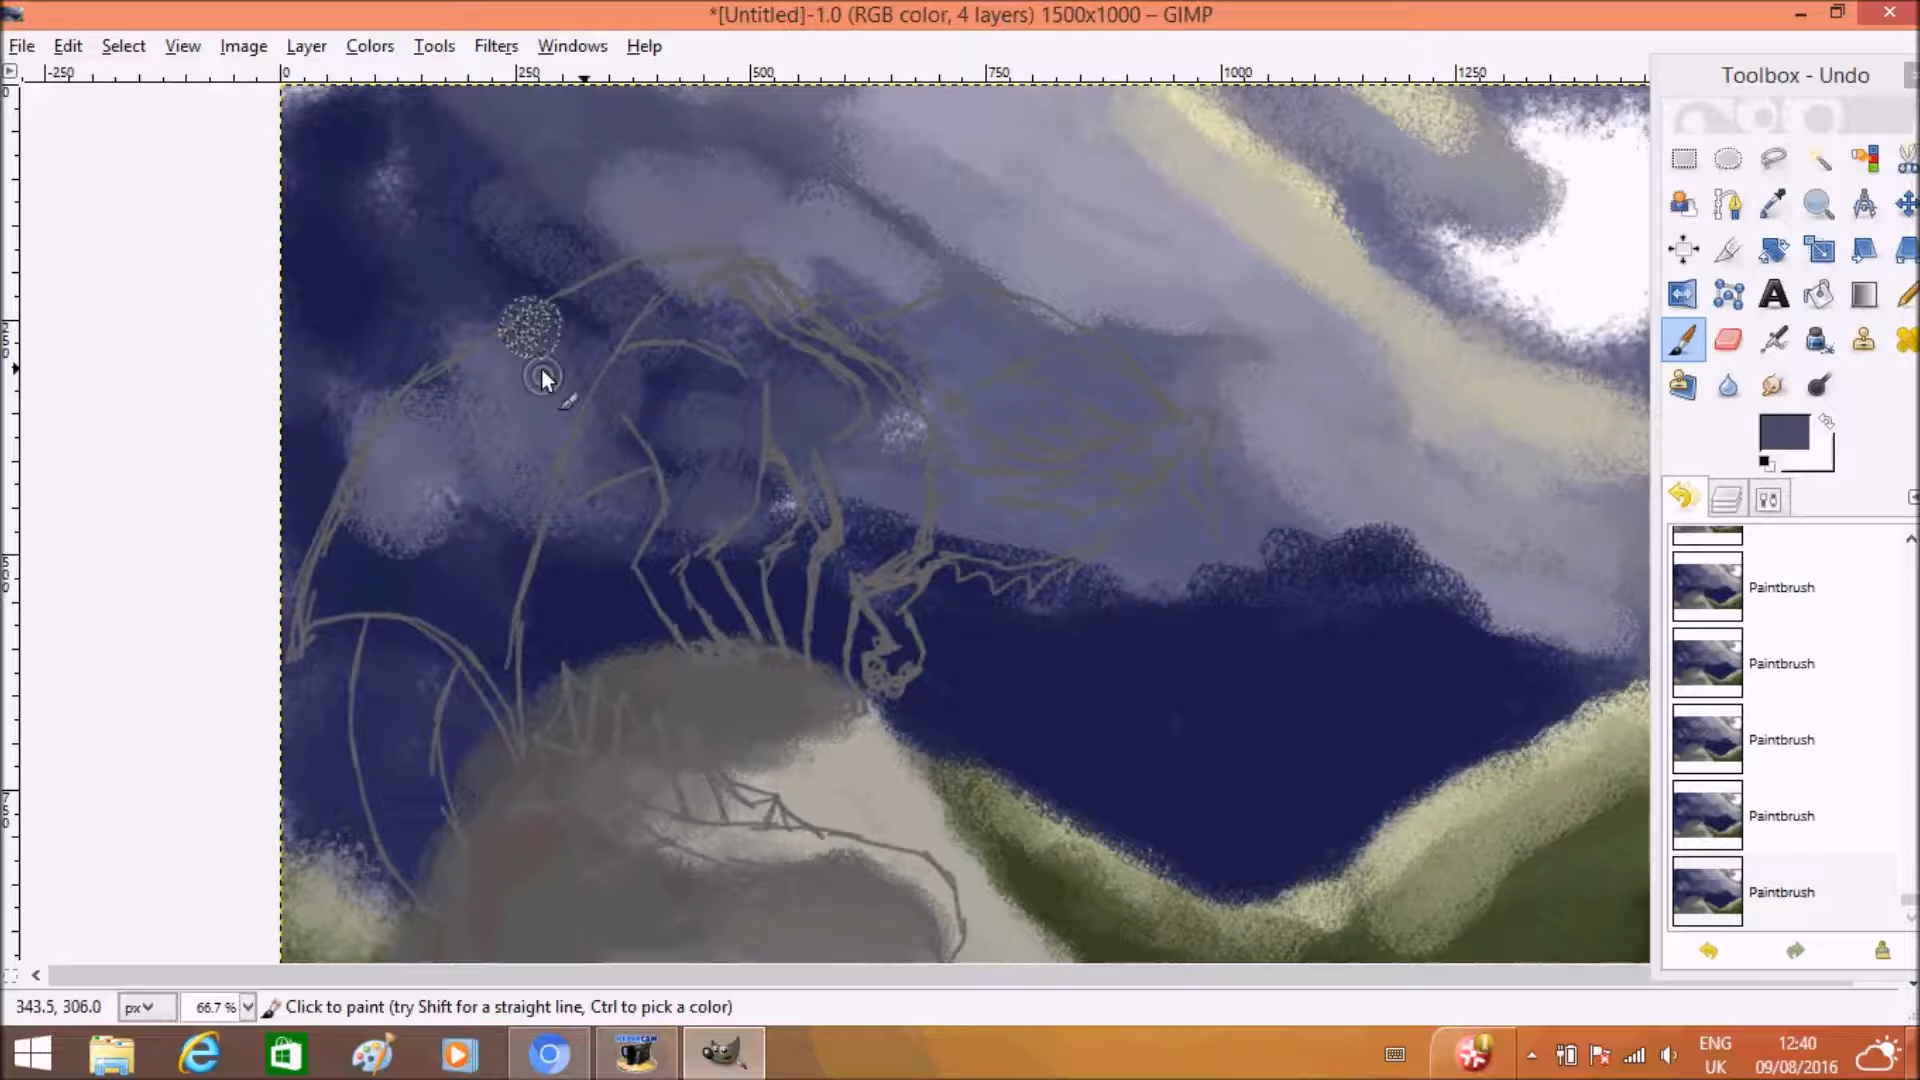 *[Untitled]-1.0 (RGB color, 4 layers) 1500x1000 – GIMP
File Edit Select View Image Layer Colors Tools Filters Windows Help
-250 0 250 500 750 1000 1250
Toolbox - Undo
0
250
500
750
Paintbrush
Paintbrush
Paintbrush
Paintbrush
Paintbrush
343.5, 306.0 px 66.7 % Click to paint (try Shift for a straight line, Ctrl to pick a color)
ENG 12:40
UK 09/08/2016